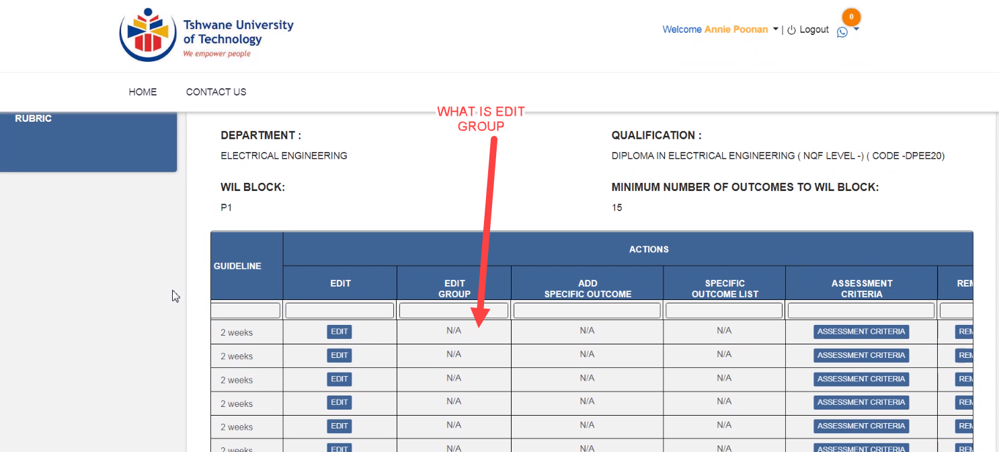 Tshwane University
of Technology
We empower people
Welcome Annie Poonan | Logout
0
HOME
CONTACT US
RUBRIC
WHAT IS EDIT
GROUP
DEPARTMENT :
QUALIFICATION :
ELECTRICAL ENGINEERING
DIPLOMA IN ELECTRICAL ENGINEERING ( NQF LEVEL -) ( CODE -DPEE20)
WIL BLOCK:
MINIMUM NUMBER OF OUTCOMES TO WIL BLOCK:
P1
15
GUIDELINE
ACTIONS
EDIT
EDIT
GROUP
ADD
SPECIFIC OUTCOME
SPECIFIC
OUTCOME LIST
ASSESSMENT
CRITERIA
REM
2 weeks EDIT N/A N/A N/A ASSESSMENT CRITERIA REM
2 weeks EDIT N/A N/A N/A ASSESSMENT CRITERIA REM
2 weeks EDIT N/A N/A N/A ASSESSMENT CRITERIA REM
2 weeks EDIT N/A N/A N/A ASSESSMENT CRITERIA REM
2 weeks EDIT N/A N/A N/A ASSESSMENT CRITERIA REM
2 weeks EDIT N/A N/A N/A ASSESSMENT CRITERIA REM